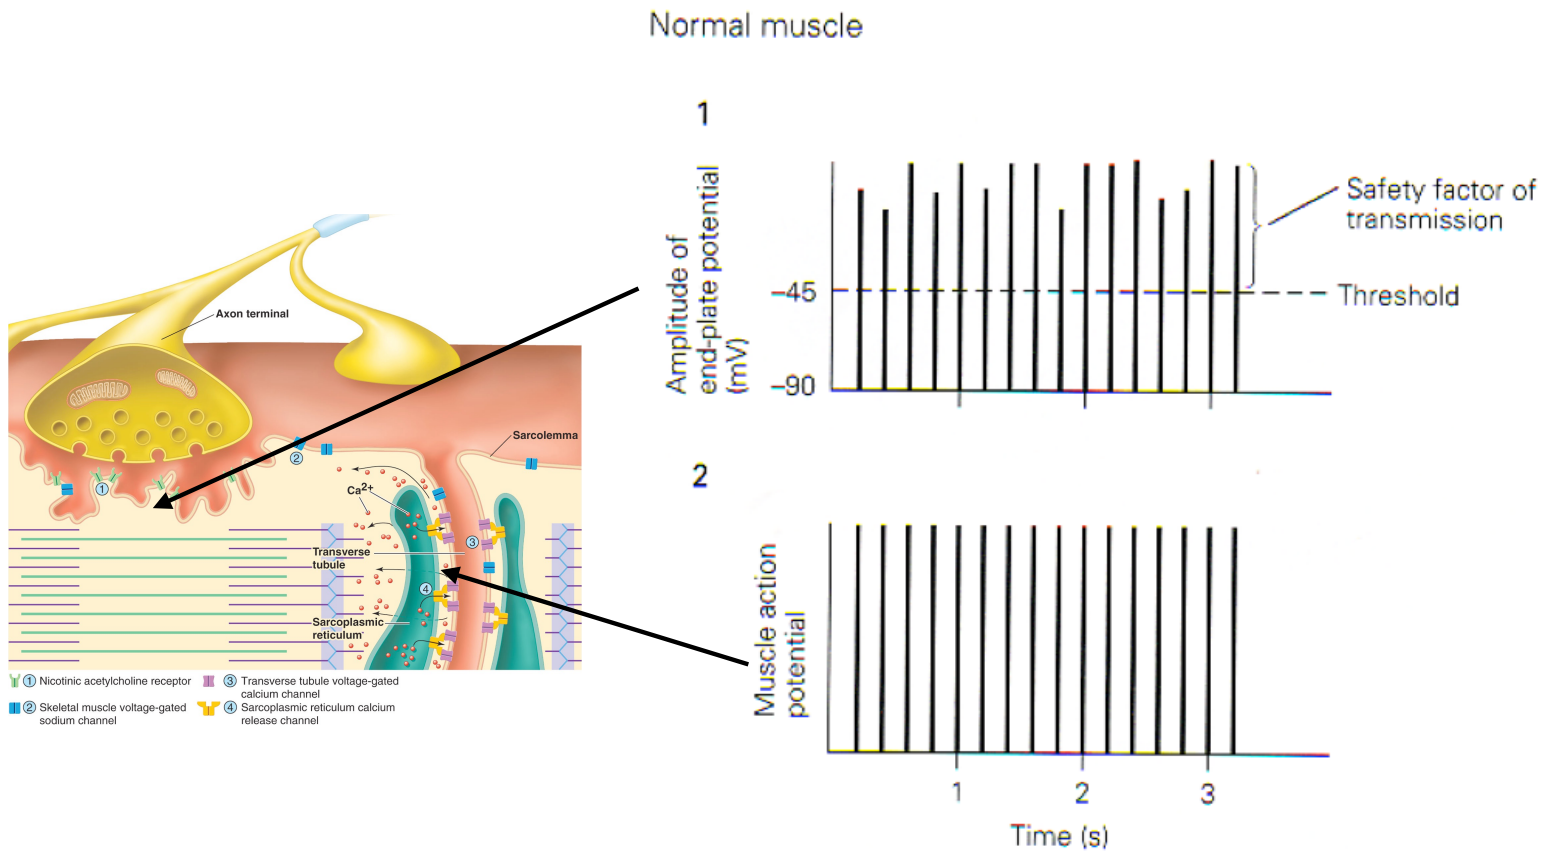 Normal muscle
1
Amplitude of
end-plate potential
(mV)
–45
–90
Safety factor of
transmission
Threshold
2
Muscle action
potential
1
2
3
Time (s)
Axon terminal
Sarcolemma
2
1
Ca2+
3
Transverse
tubule
4
Sarcoplasmic
reticulum
1 Nicotinic acetylcholine receptor
2 Skeletal muscle voltage-gated
sodium channel
3 Transverse tubule voltage-gated
calcium channel
4 Sarcoplasmic reticulum calcium
release channel